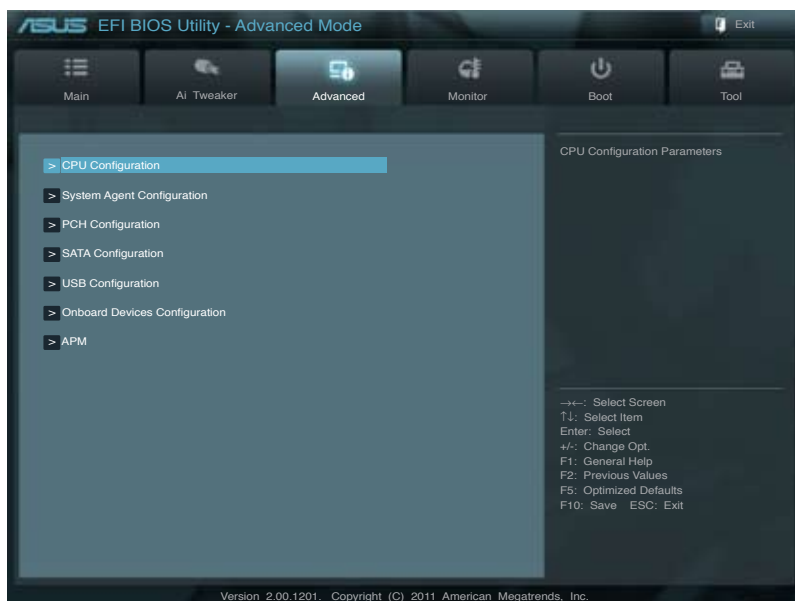 ASUS EFI BIOS Utility - Advanced Mode
Exit
Main
Ai Tweaker
Advanced
Monitor
Boot
Tool
> CPU Configuration
> System Agent Configuration
> PCH Configuration
> SATA Configuration
> USB Configuration
> Onboard Devices Configuration
> APM
CPU Configuration Parameters
→←: Select Screen
↑↓: Select Item
Enter: Select
+/-: Change Opt.
F1: General Help
F2: Previous Values
F5: Optimized Defaults
F10: Save ESC: Exit
Version 2.00.1201. Copyright (C) 2011 American Megatrends, Inc.